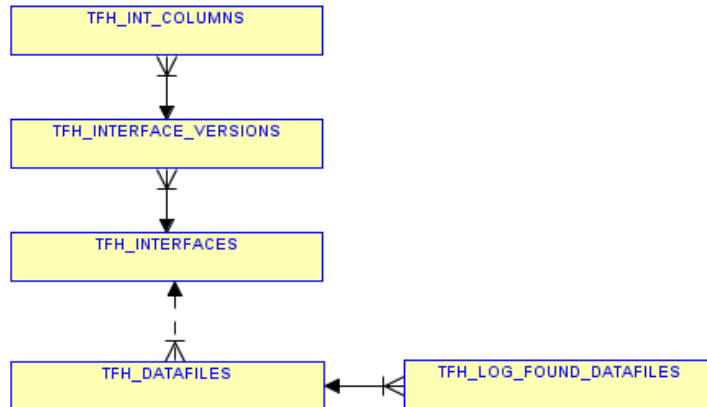 TFH_INT_COLUMNS
TFH_INTERFACE_VERSIONS
TFH_INTERFACES
TFH_DATAFILES
TFH_LOG_FOUND_DATAFILES